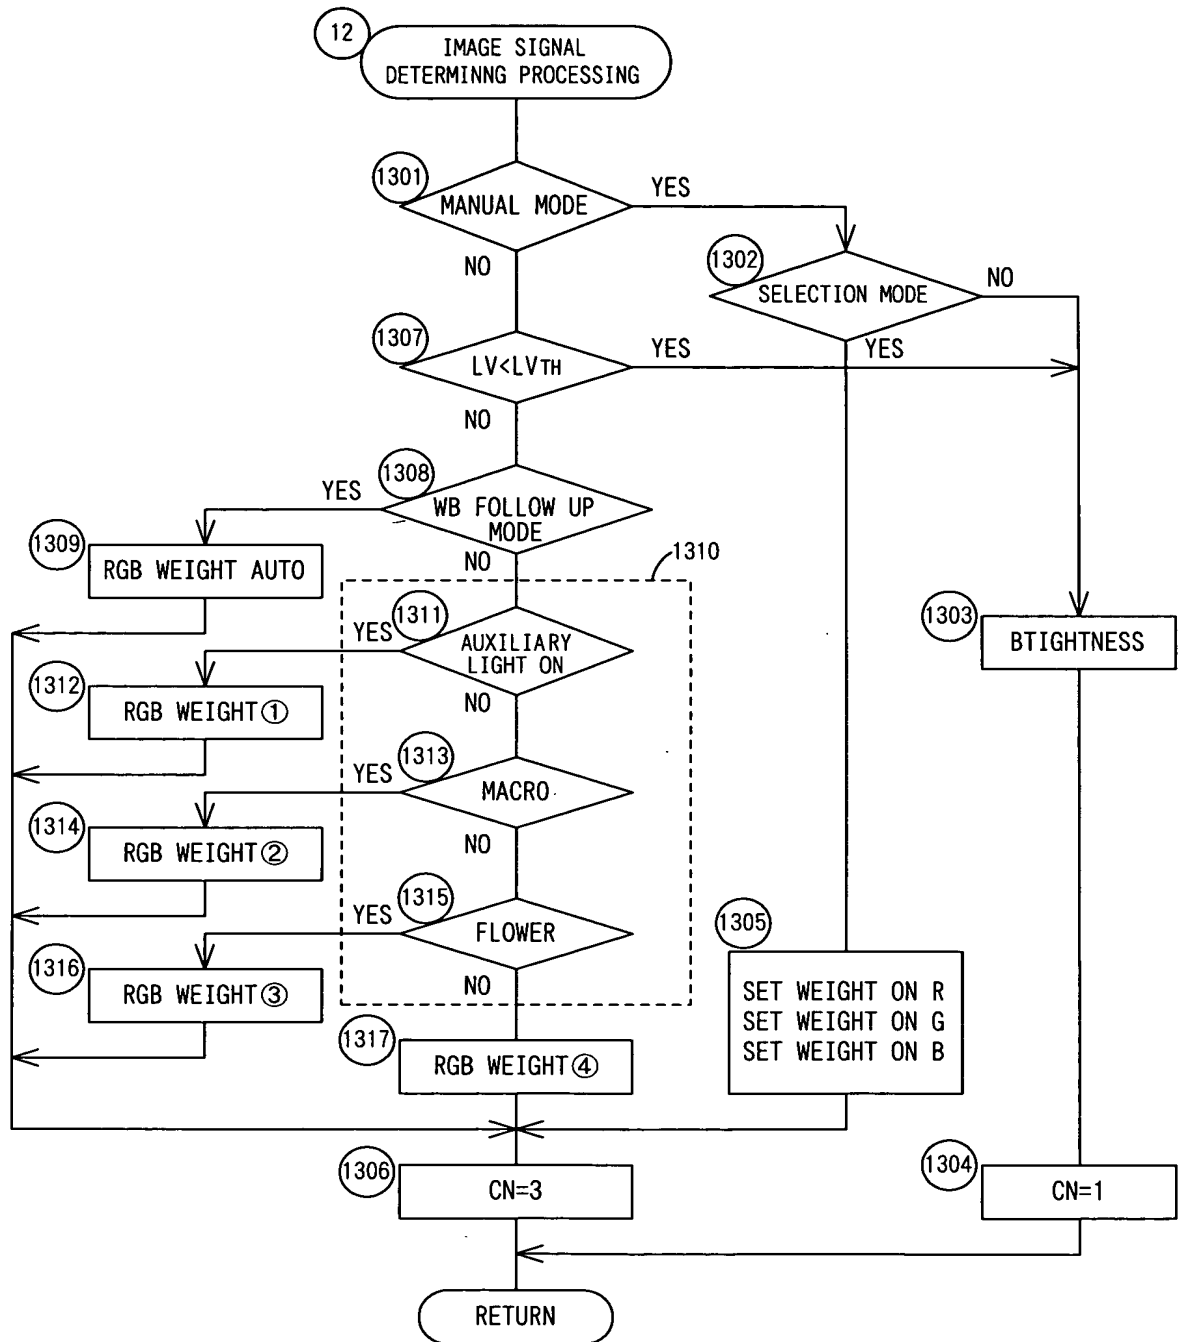 12
IMAGE SIGNAL
DETERMINNG PROCESSING
1301
MANUAL MODE
YES
NO
1302
SELECTION MODE
NO
YES
1307
LV<LVTH
YES
NO
1308
WB FOLLOW UP
MODE
YES
NO
1309
RGB WEIGHT AUTO
1310
1311
AUXILIARY
LIGHT ON
YES
NO
1303
BTIGHTNESS
1312
RGB WEIGHT①
1313
MACRO
YES
NO
1314
RGB WEIGHT②
1315
FLOWER
YES
NO
1316
RGB WEIGHT③
1305
SET WEIGHT ON R
SET WEIGHT ON G
SET WEIGHT ON B
1317
RGB WEIGHT④
1306
CN=3
1304
CN=1
RETURN